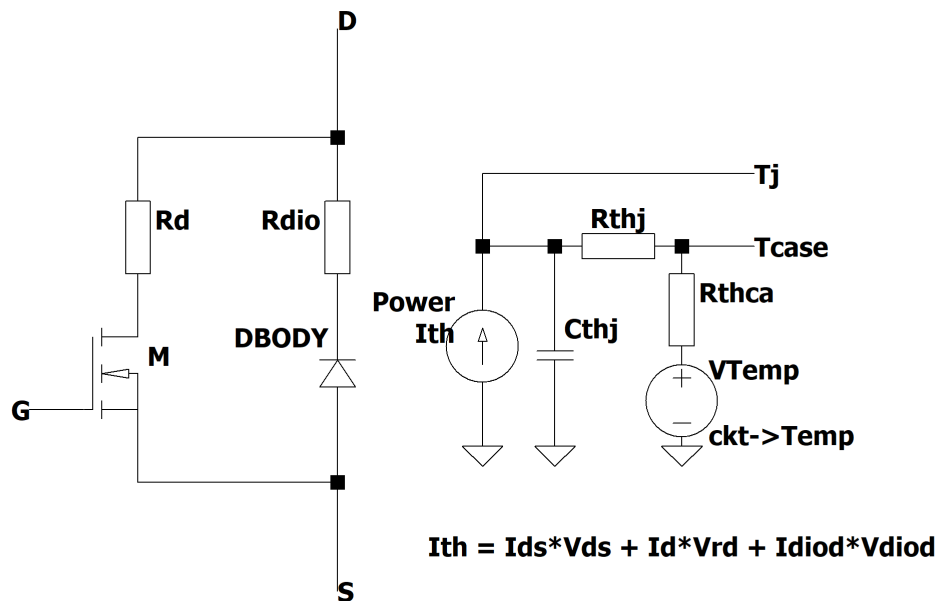 D
Rd
Rdio
DBODY
M
G
S
Tj
Rthj
Tcase
Rthca
Power
Ith
Cthj
VTemp
ckt->Temp
Ith = Ids*Vds + Id*Vrd + Idiod*Vdiod